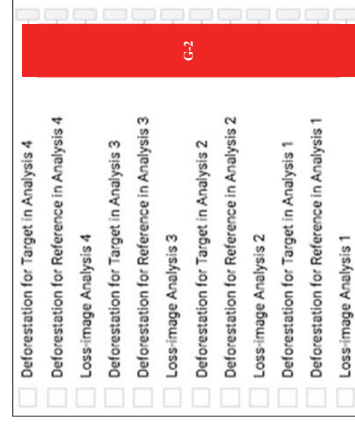 Deforestation for Target in Analysis 4
Deforestation for Reference in Analysis 4
Loss-image Analysis 4
Deforestation for Target in Analysis 3
Deforestation for Reference in Analysis 3
Loss-image Analysis 3
Deforestation for Target in Analysis 2
Deforestation for Reference in Analysis 2
Loss-image Analysis 2
Deforestation for Target in Analysis 1
Deforestation for Reference in Analysis 1
Loss-image Analysis 1
G-2